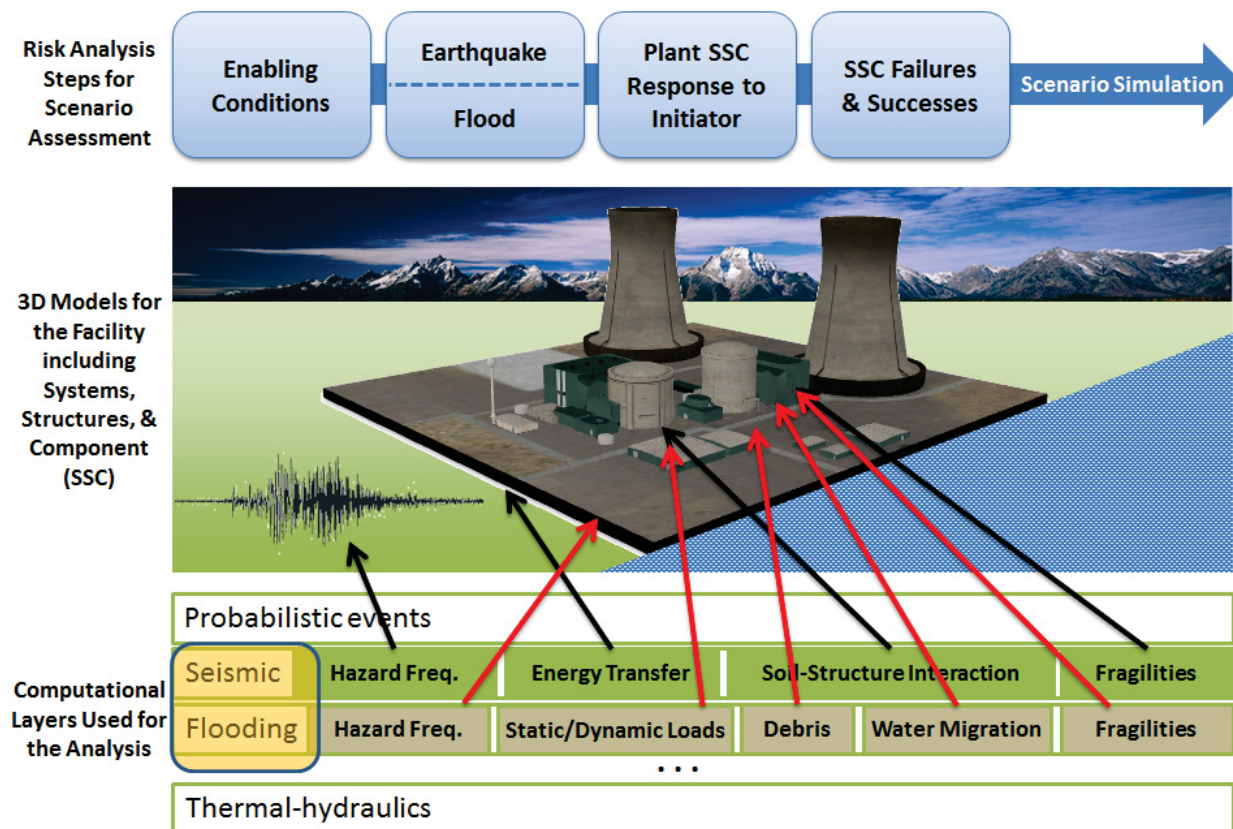 Risk Analysis
Steps for
Scenario
Assessment
Enabling
Conditions
Earthquake
Flood
Plant SSC
Response to
Initiator
SSC Failures
& Successes
Scenario Simulation
3D Models for
the Facility
including
Systems,
Structures, &
Component
(SSC)
Probabilistic events
Computational
Layers Used for
the Analysis
Seismic
Hazard Freq.
Energy Transfer
Soil-Structure Interaction
Fragilities
Flooding
Hazard Freq.
Static/Dynamic Loads
Debris
Water Migration
Fragilities
. . .
Thermal-hydraulics